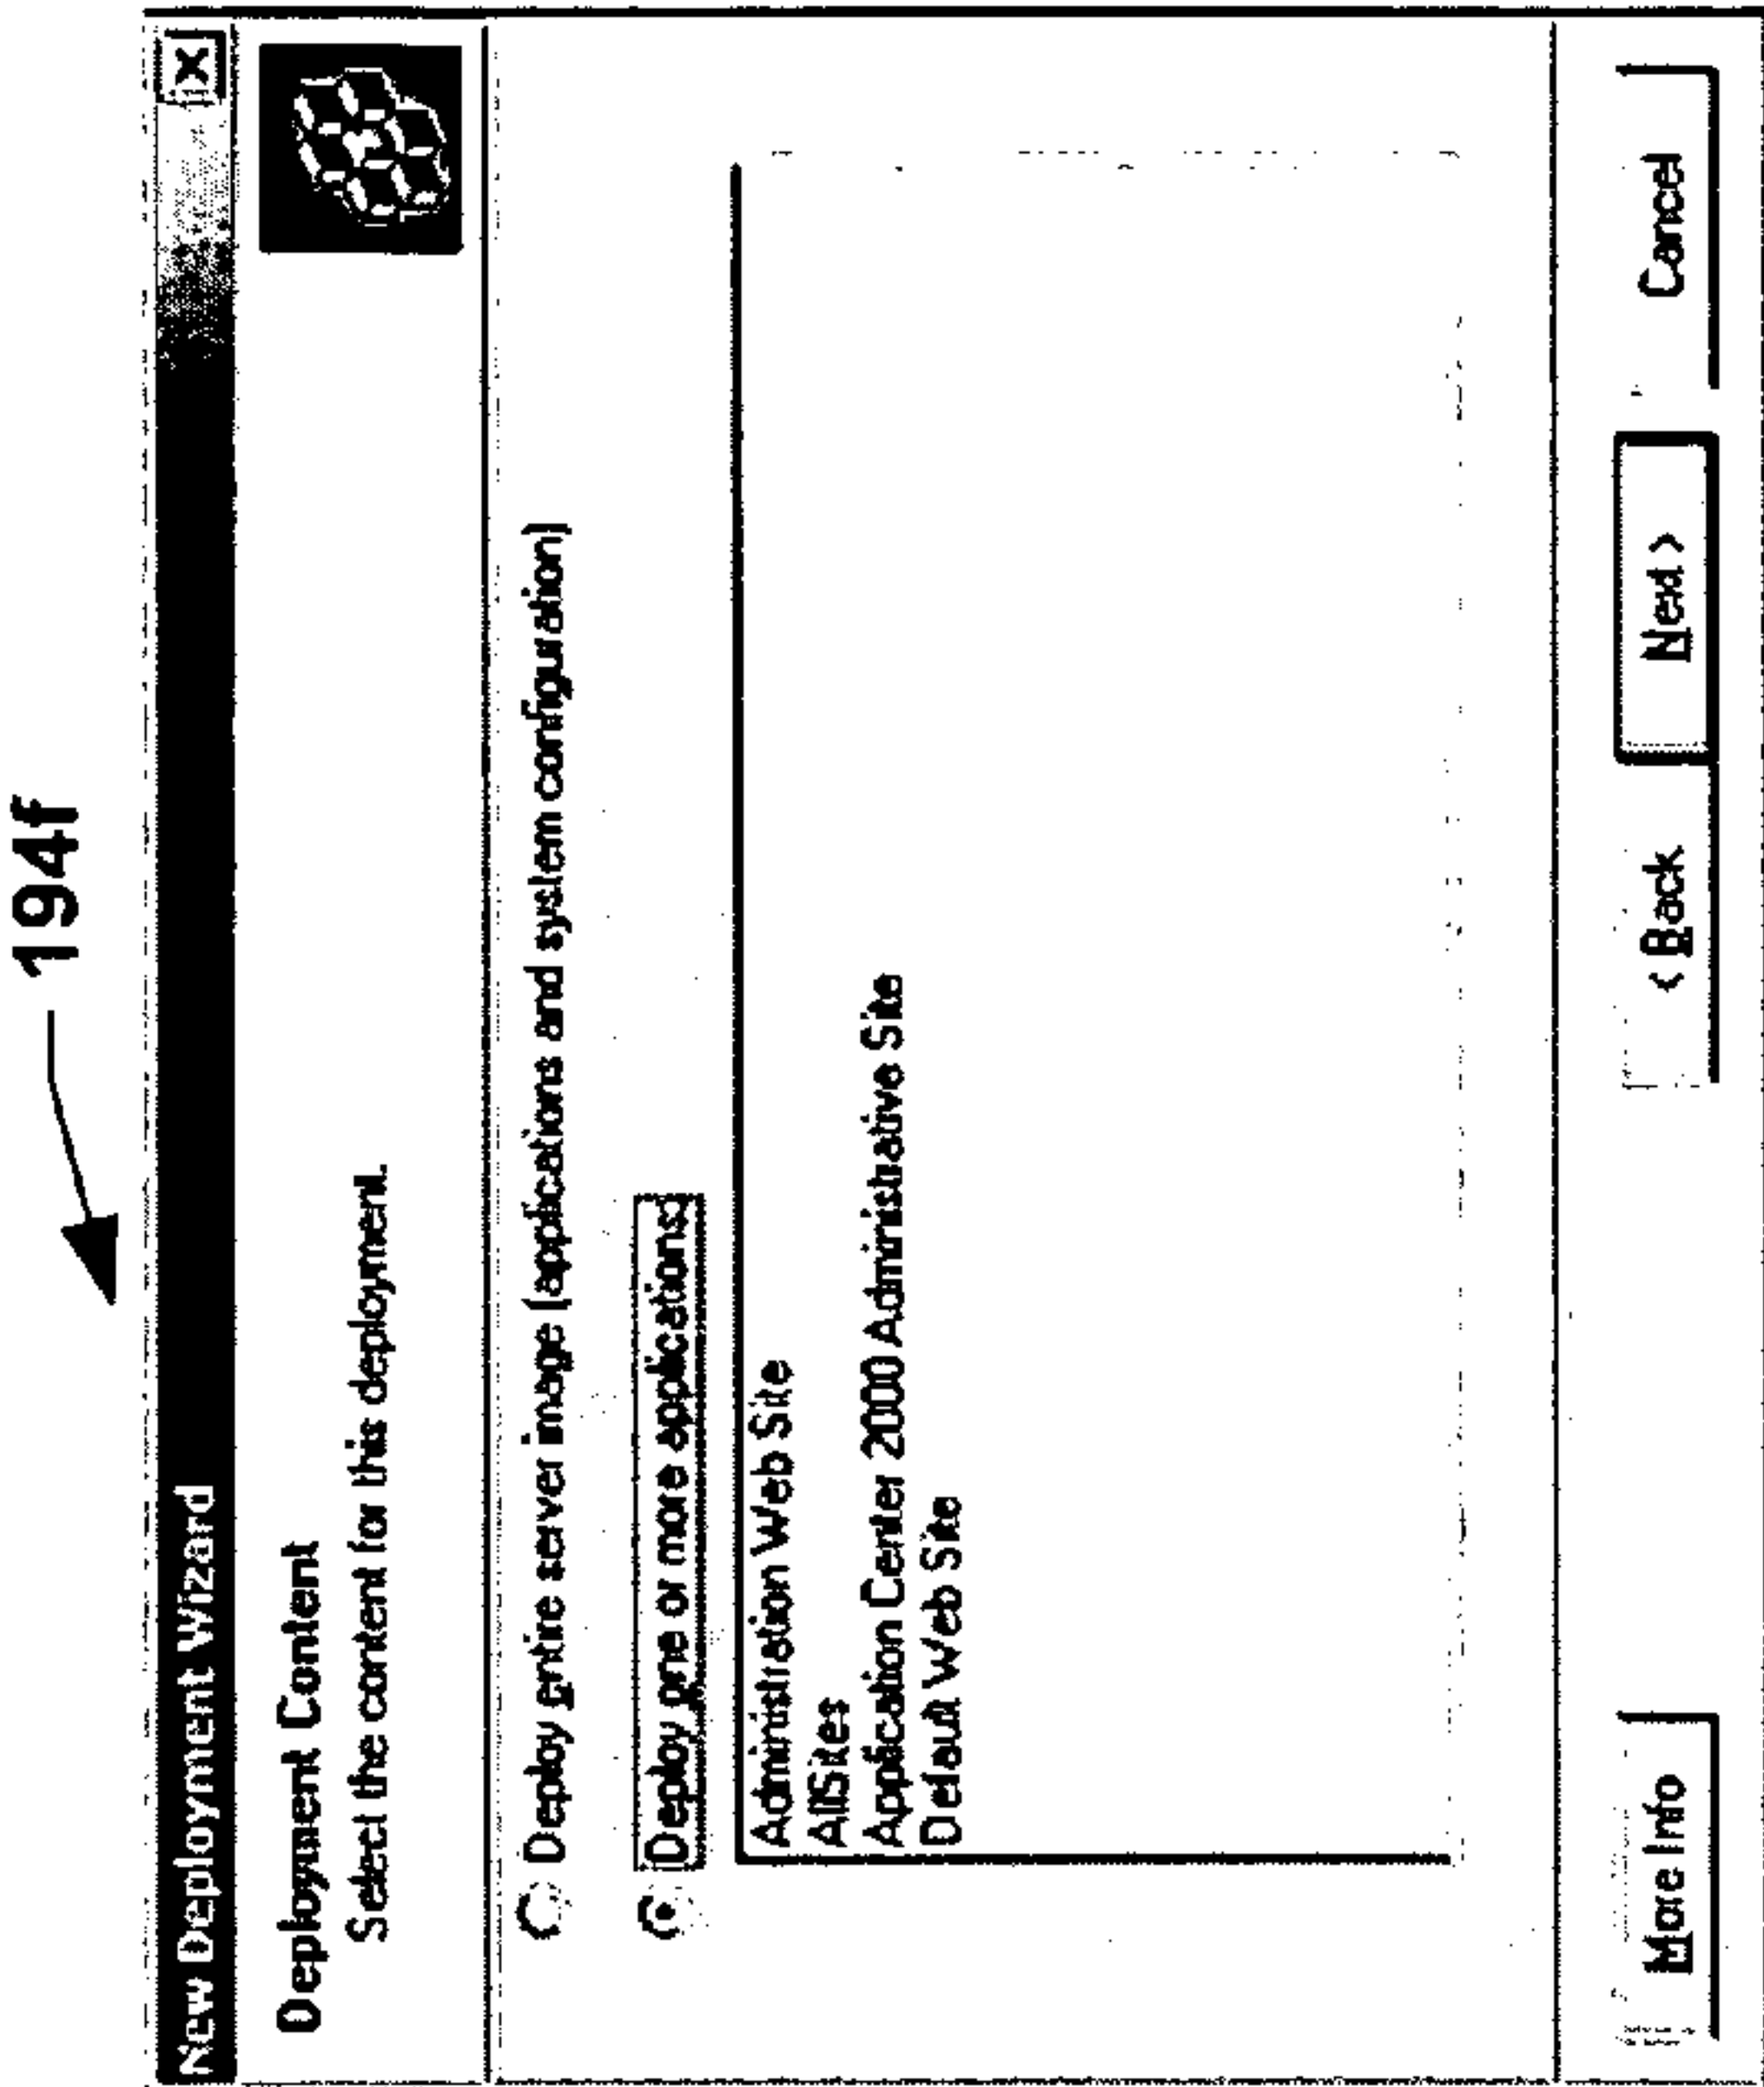 194f
New Deployment Wizard
Deployment Content
Select the content for this deployment.
Deploy entire server image (applications and system configuration)
Deploy one or more applications:
Administration Web Site
AllSites
Application Center 2000 Administrative Site
Default Web Site
More Info
< Back
Next >
Cancel